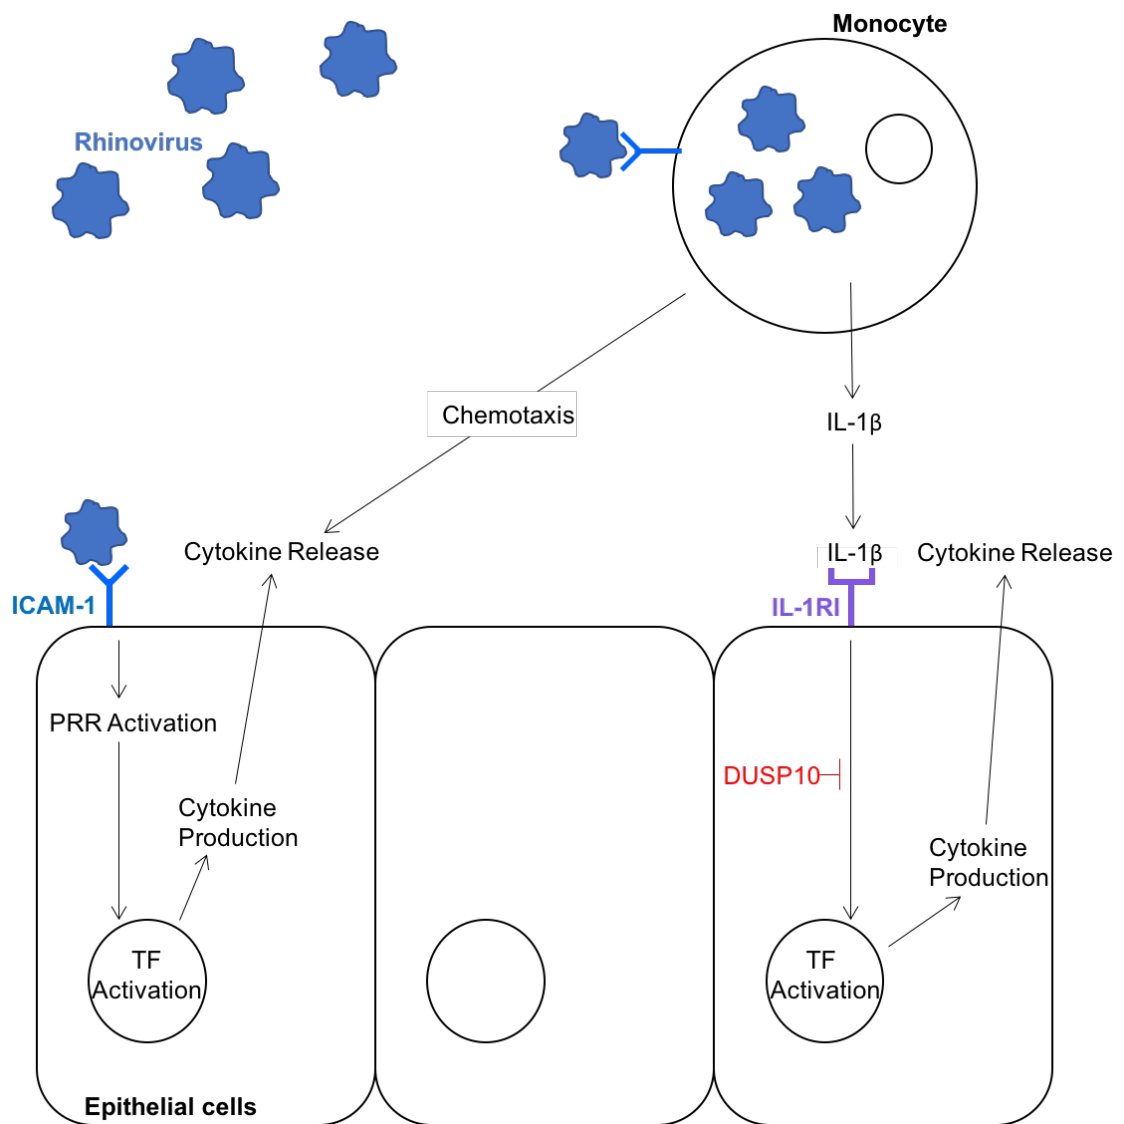 Monocyte
Rhinovirus
Chemotaxis
IL-1β
Cytokine Release
IL-1β
Cytokine Release
ICAM-1
IL-1RI
PRR Activation
DUSP10
Cytokine
Production
Cytokine
Production
TF
Activation
TF
Activation
Epithelial cells